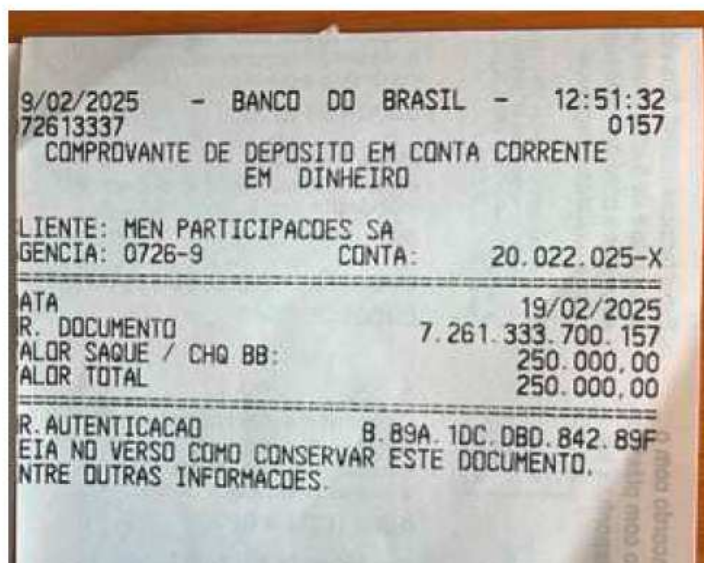 9/02/2025 - BANCO DO BRASIL - 12:51:32
72613337 0157
COMPROVANTE DE DEPOSITO EM CONTA CORRENTE
EM DINHEIRO
LIENTE: MEN PARTICIPACOES SA
GENCIA: 0726-9 CONTA: 20.022.025-X
================================================
ATA 19/02/2025
R. DOCUMENTO 7.261.333.700.157
ALOR SAQUE / CHQ BB: 250.000,00
ALOR TOTAL 250.000,00
================================================
R.AUTENTICACAO B.89A.1DC.DBD.842.89F
EIA NO VERSO COMO CONSERVAR ESTE DOCUMENTO,
NTRE OUTRAS INFORMACOES.